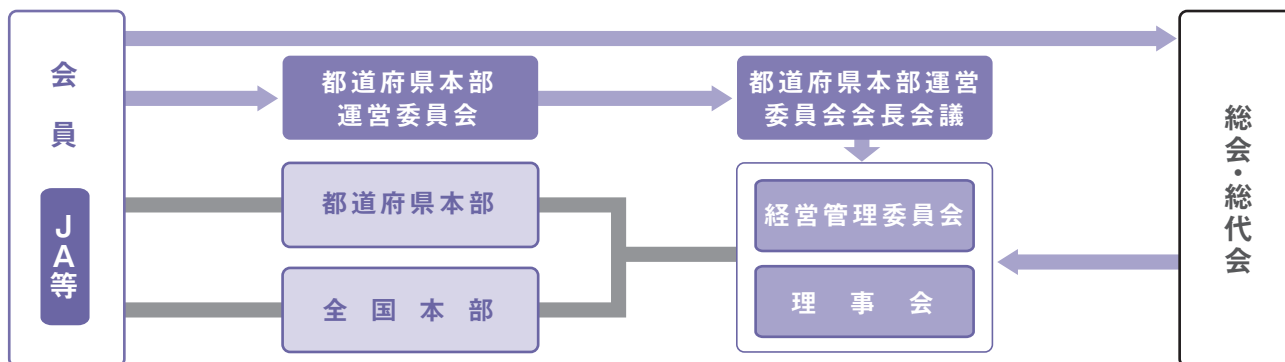 会員
JA等
都道府県本部
運営委員会
都道府県本部運営
委員会会長会議
都道府県本部
全国本部
経営管理委員会
理事会
総会・総代会